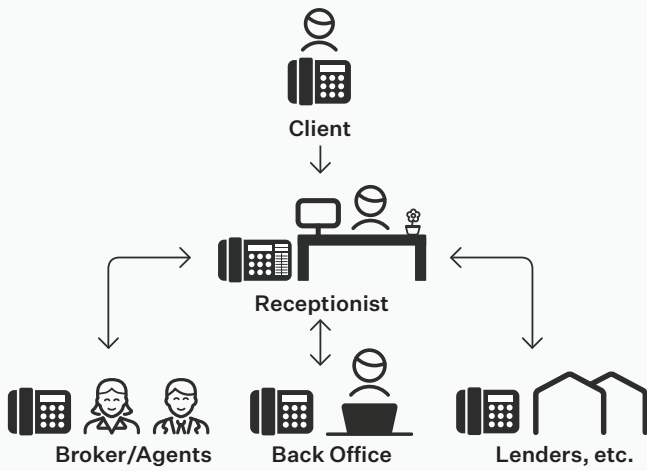 Client
Receptionist
Broker/Agents
Back Office
Lenders, etc.